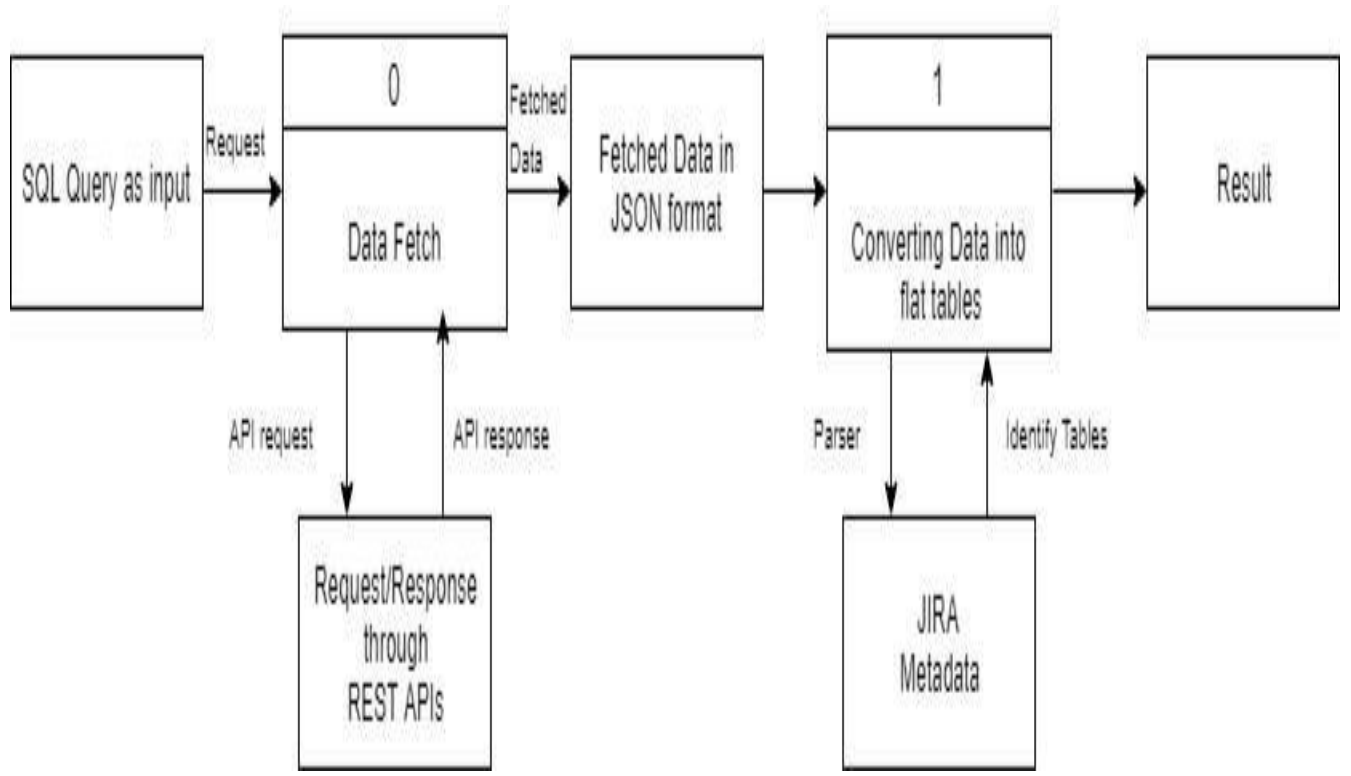 SQL Query as input
Request
0
Data Fetch
Fetched
Data
Fetched Data in
JSON format
1
Converting Data into
flat tables
Result
API request
API response
Parser
Identify Tables
Request/Response
through
REST APIs
JIRA
Metadata